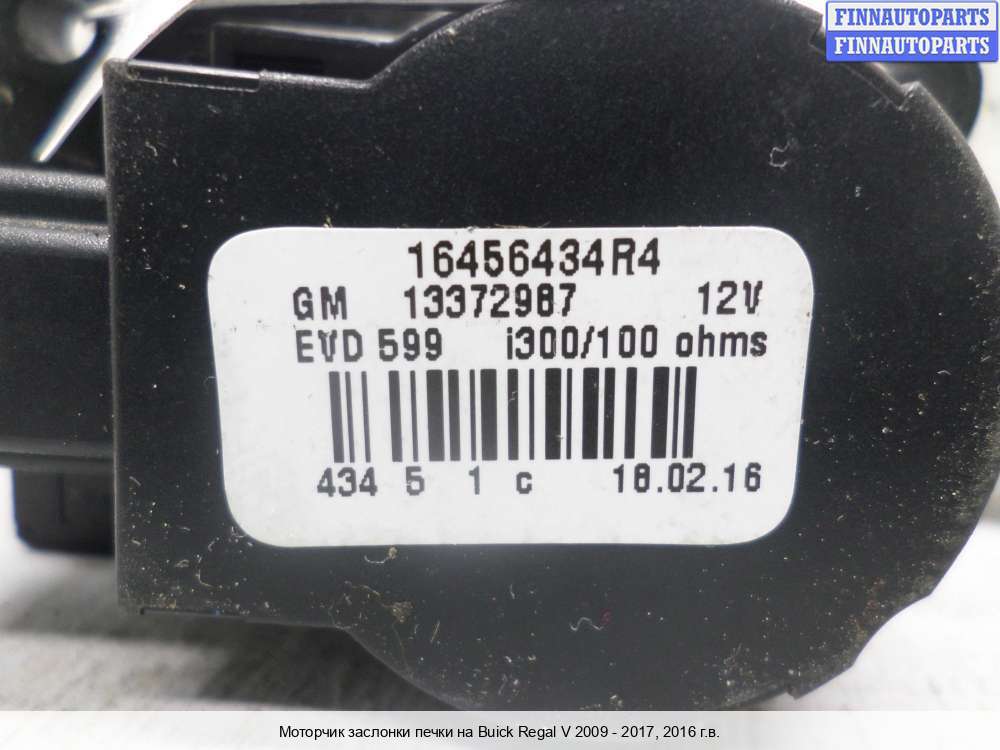 FINNAUTOPARTS
FINNAUTOPARTS
16456434R4
GM 13372987 12V
EVD 599 i300/100 ohms
434 5 1 c 18.02.16
Моторчик заслонки печки на Buick Regal V 2009 - 2017, 2016 г.в.